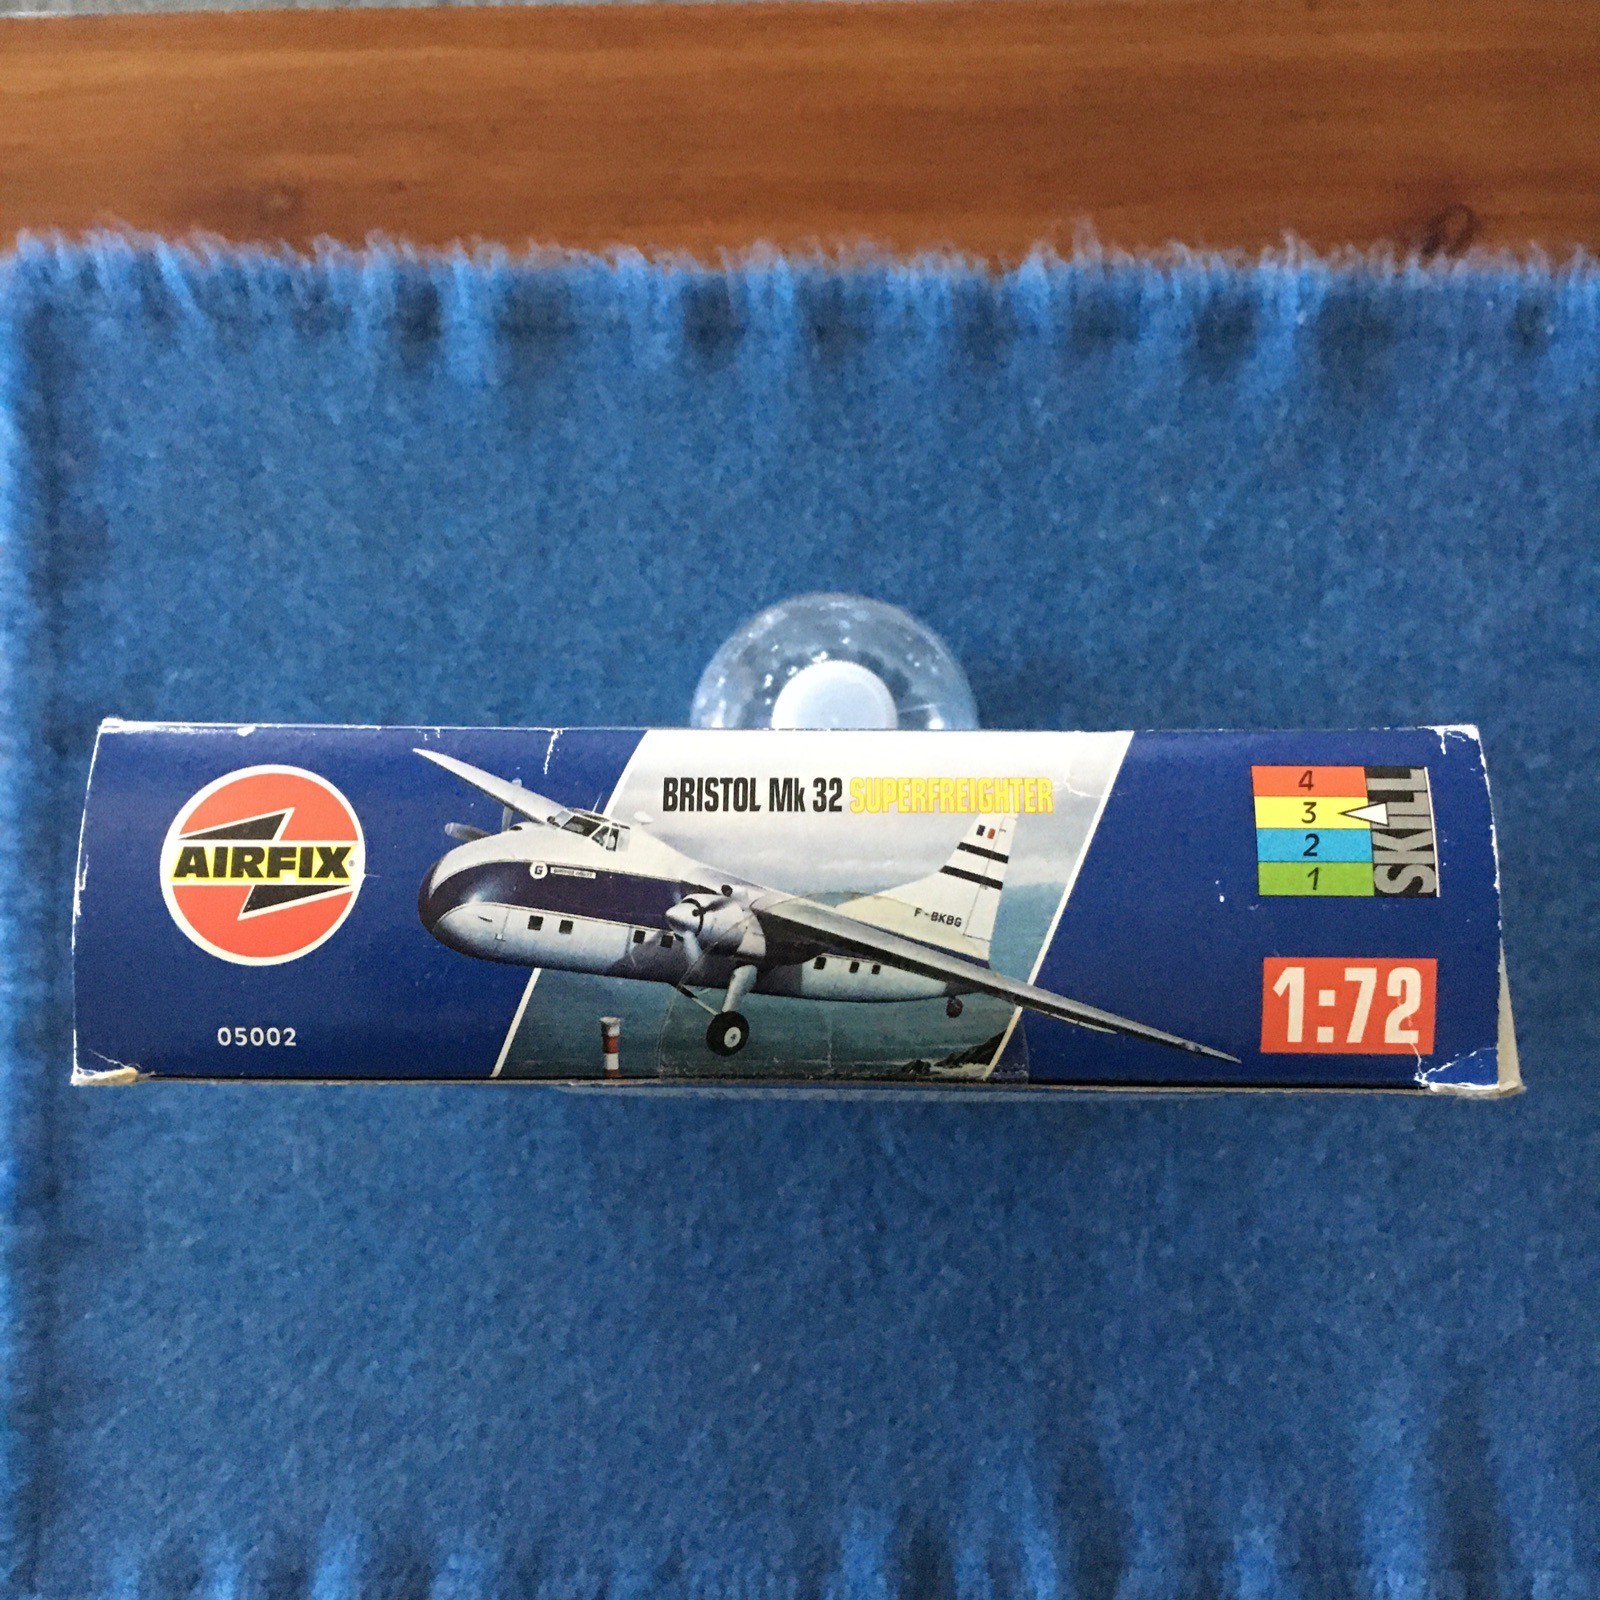 AIRFIX
05002
BRISTOL Mk 32 SUPERFREIGHTER
G
F-BKBG
4
3
2
1
SKILL
1:72